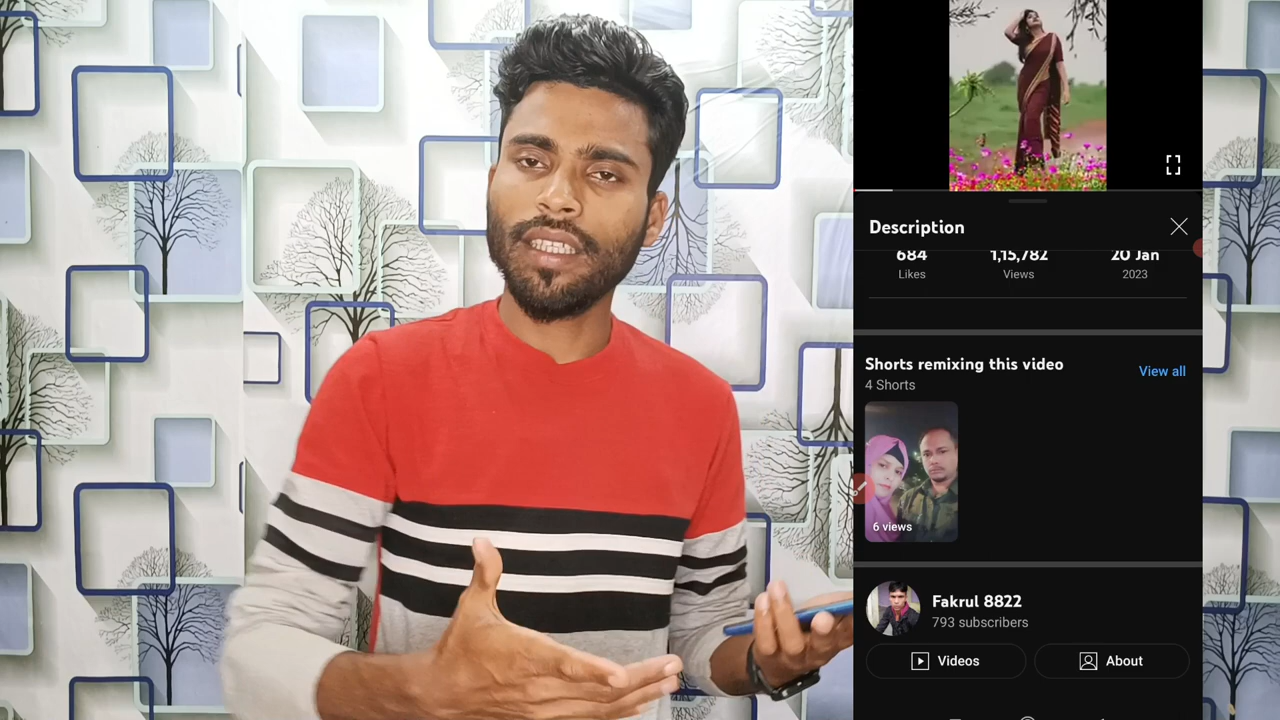 Description
684 1,15,782 20 Jan
Likes Views 2023
Shorts remixing this video
4 Shorts
View all
6 views
Fakrul 8822
793 subscribers
Videos
About